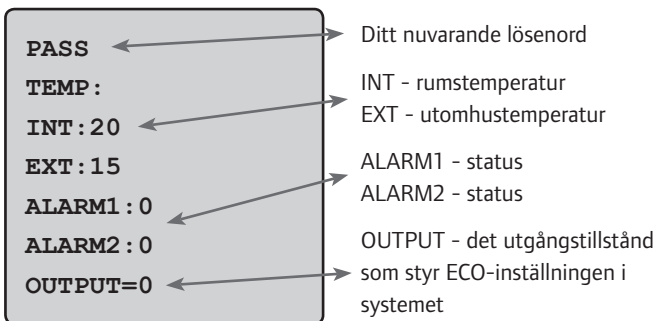 PASS
TEMP:
INT:20
EXT:15
ALARM1:0
ALARM2:0
OUTPUT=0
Ditt nuvarande lösenord
INT - rumstemperatur
EXT - utomhustemperatur
ALARM1 - status
ALARM2 - status
OUTPUT - det utgångstillstånd
som styr ECO-inställningen i
systemet